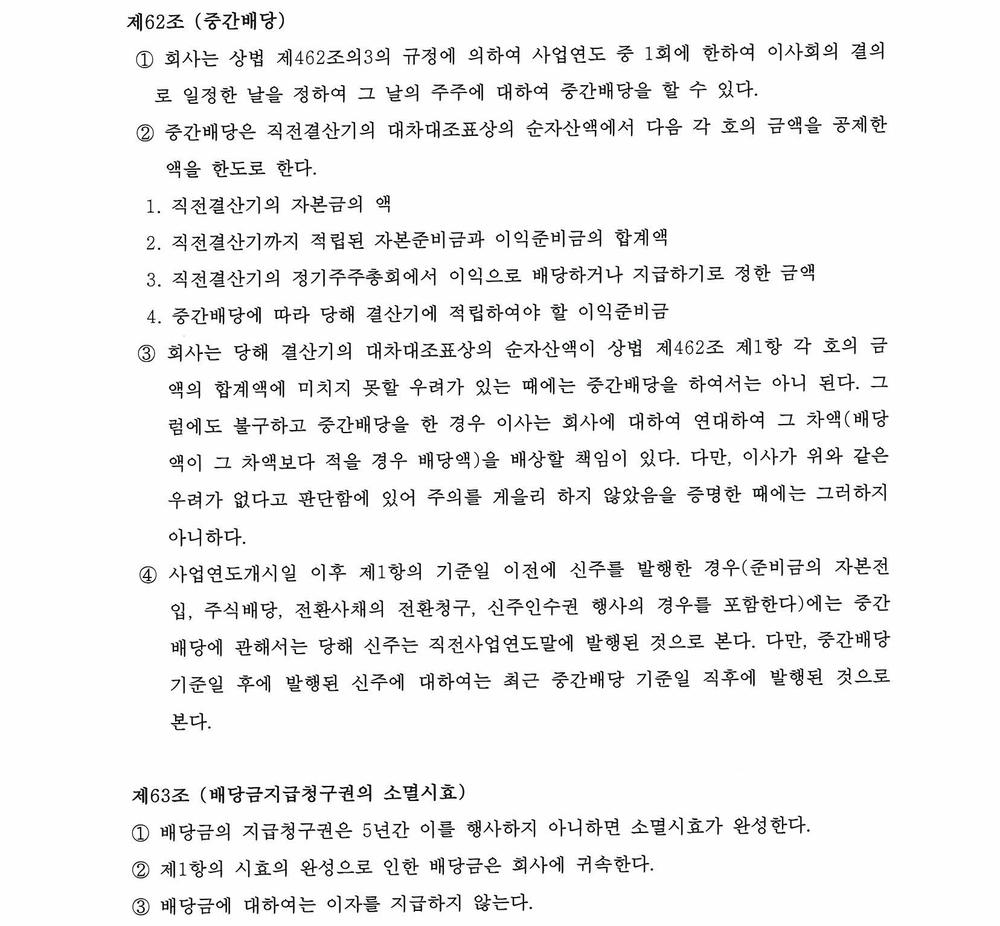 제62조 (중간배당)
① 회사는 상법 제462조의3의 규정에 의하여 사업연도 중 1회에 한하여 이사회의 결의
로 일정한 날을 정하여 그 날의 주주에 대하여 중간배당을 할 수 있다.
② 중간배당은 직전결산기의 대차대조표상의 순자산액에서 다음 각 호의 금액을 공제한
액을 한도로 한다.
1. 직전결산기의 자본금의 액
2. 직전결산기까지 적립된 자본준비금과 이익준비금의 합계액
3. 직전결산기의 정기주주총회에서 이익으로 배당하거나 지급하기로 정한 금액
4. 중간배당에 따라 당해 결산기에 적립하여야 할 이익준비금
③ 회사는 당해 결산기의 대차대조표상의 순자산액이 상법 제462조 제1항 각 호의 금
액의 합계액에 미치지 못할 우려가 있는 때에는 중간배당을 하여서는 아니 된다. 그
럼에도 불구하고 중간배당을 한 경우 이사는 회사에 대하여 연대하여 그 차액(배당
액이 그 차액보다 적을 경우 배당액)을 배상할 책임이 있다. 다만, 이사가 위와 같은
우려가 없다고 판단함에 있어 주의를 게을리 하지 않았음을 증명한 때에는 그러하지
아니하다.
④ 사업연도개시일 이후 제1항의 기준일 이전에 신주를 발행한 경우(준비금의 자본전
입, 주식배당, 전환사채의 전환청구, 신주인수권 행사의 경우를 포함한다)에는 중간
배당에 관해서는 당해 신주는 직전사업연도말에 발행된 것으로 본다. 다만, 중간배당
기준일 후에 발행된 신주에 대하여는 최근 중간배당 기준일 직후에 발행된 것으로
본다.
제63조 (배당금지급청구권의 소멸시효)
① 배당금의 지급청구권은 5년간 이를 행사하지 아니하면 소멸시효가 완성한다.
② 제1항의 시효의 완성으로 인한 배당금은 회사에 귀속한다.
③ 배당금에 대하여는 이자를 지급하지 않는다.